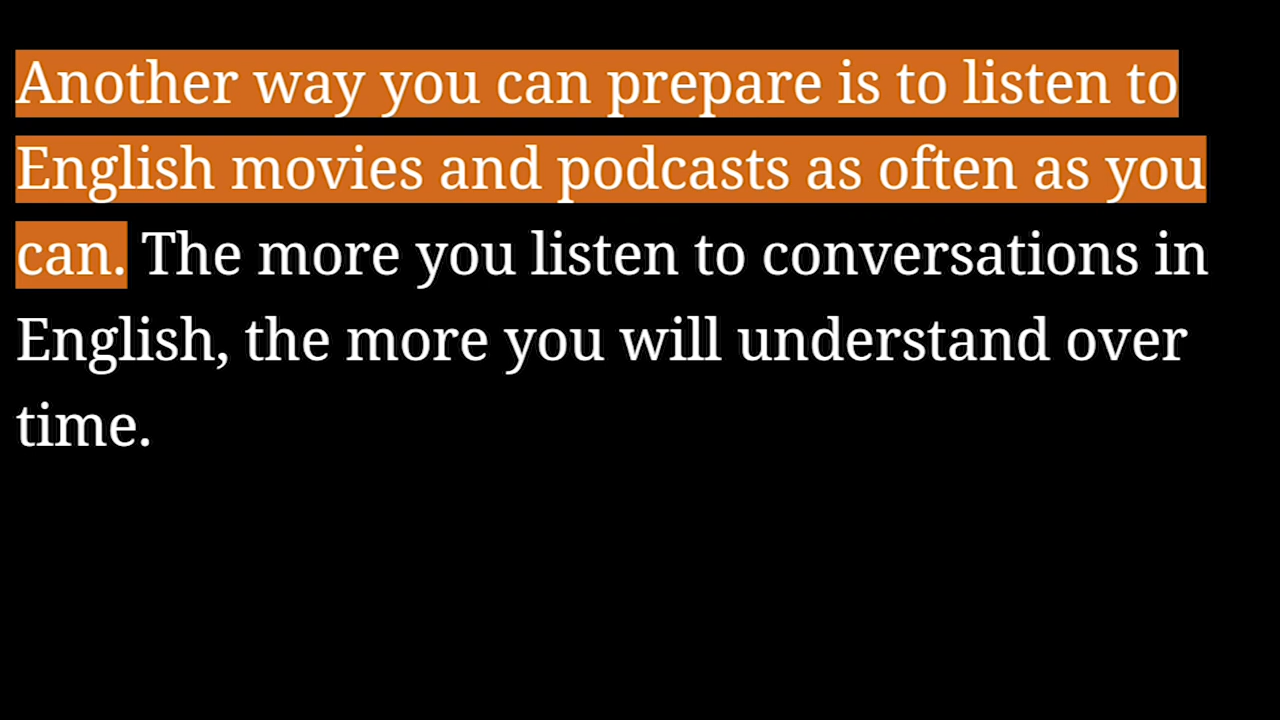 Another way you can prepare is to listen to
English movies and podcasts as often as you
can. The more you listen to conversations in
English, the more you will understand over
time.